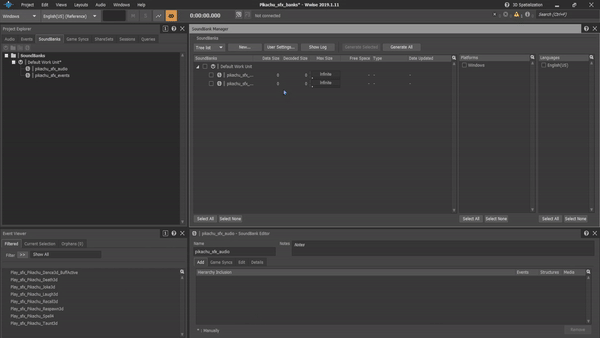 Pikachu_sfx_banks* - Wwise 2019.1.11
Project Edit Views Layouts Audio Help
3D Spatialization
Windows English(US) (Reference) 0:00:00.000 Not connected Search (Ctrl+F)
Project Explorer
Audio Events SoundBanks Game Syncs ShareSets Sessions Queries
SoundBanks
Default Work Unit*
pikachu_sfx_audio
pikachu_sfx_events
SoundBank Manager
SoundBanks
Tree list New... User Settings... Show Log Generate Selected Generate All
SoundBanks Data Size Decoded Size Max Size Free Space Type Date Updated
Default Work Unit
pikachu_sfx_... 0 0 Infinite - --
pikachu_sfx_... 0 0 Infinite - --
Select All Select None
Platforms
Windows
Select All Select None
Languages
English(US)
Select All Select None
Event Viewer
Filtered Current Selection Orphans (0)
Filter >> Show All
Play_sfx_Pikachu_Death3d
Play_sfx_Pikachu_Joke3d
Play_sfx_Pikachu_Laugh3d
Play_sfx_Pikachu_Recall3d
Play_sfx_Pikachu_Respawn3d
Play_sfx_Pikachu_Taunt3d
pikachu_sfx_audio - SoundBank Editor
Name Notes
pikachu_sfx_audio
Add Game Syncs Edit Details
Hierarchy Inclusion Events Structures Media
* : Manually
Remove